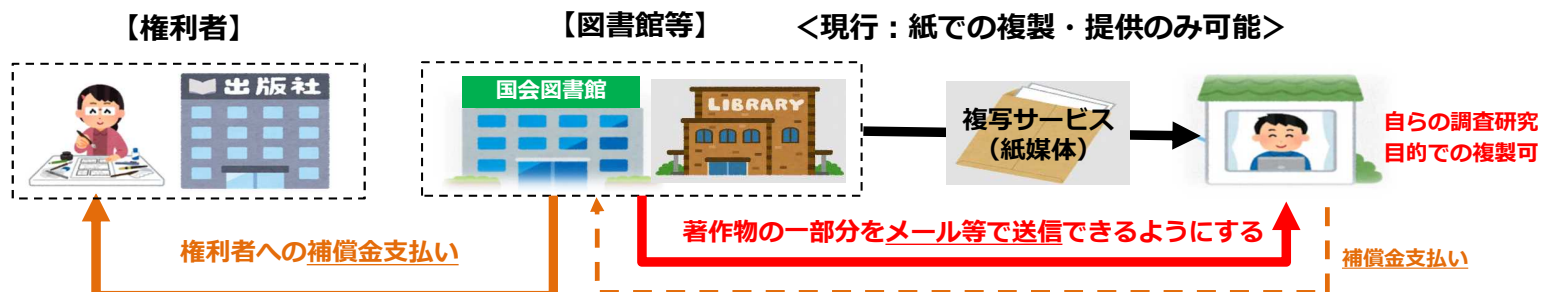 【権利者】
【図書館等】
<現行：紙での複製・提供のみ可能>
出版社
国会図書館
LIBRARY
複写サービス
（紙媒体）
自らの調査研究
目的での複製可
著作物の一部分をメール等で送信できるようにする
権利者への補償金支払い
補償金支払い